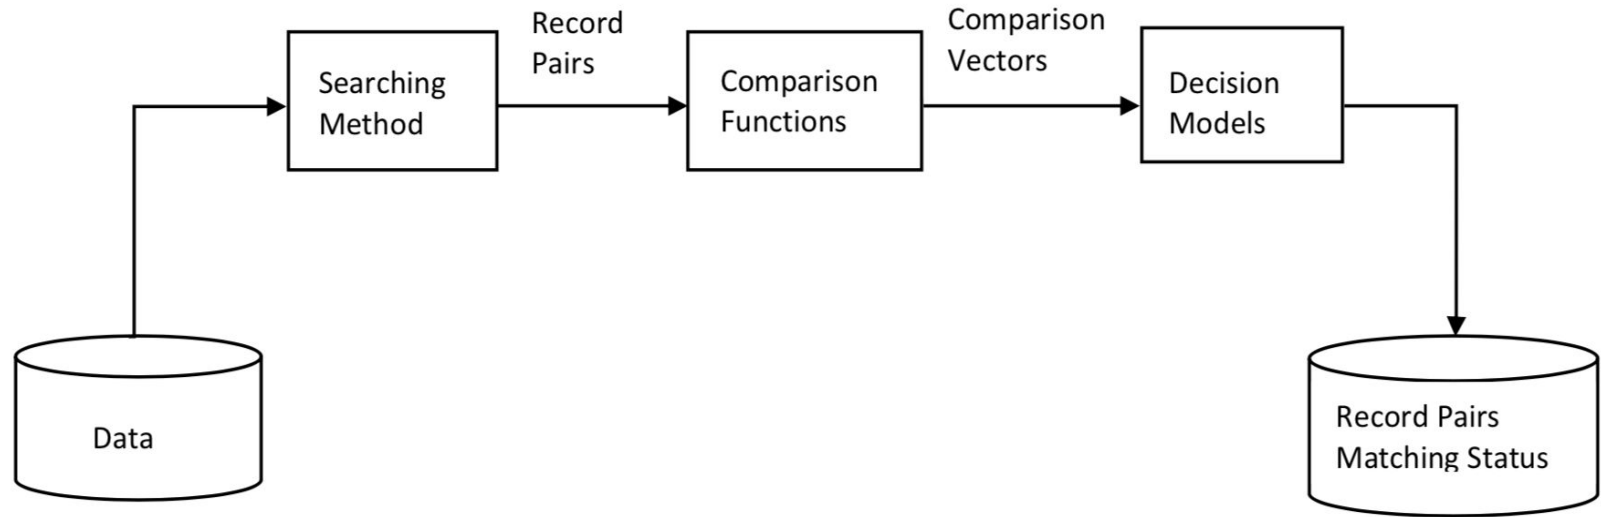 Searching
Method
Record
Pairs
Comparison
Functions
Comparison
Vectors
Decision
Models
Data
Record Pairs
Matching Status